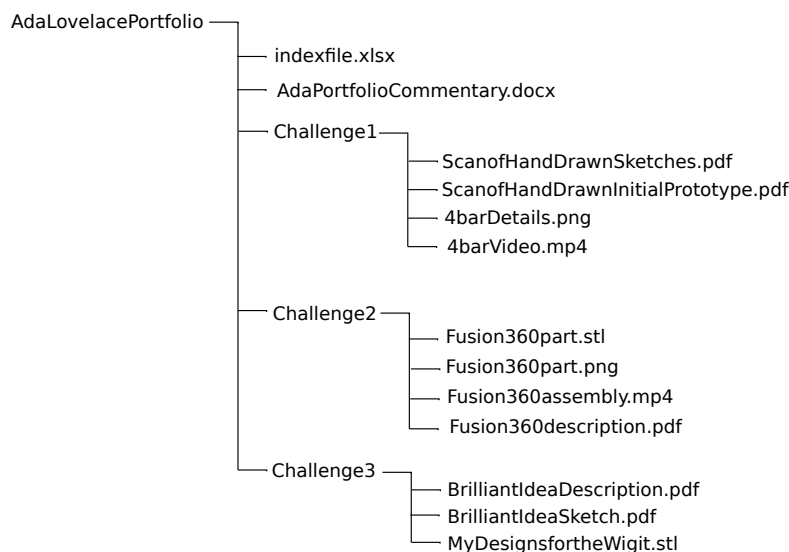 AdaLovelacePortfolio
indexfile.xlsx
AdaPortfolioCommentary.docx
Challenge1
ScanofHandDrawnSketches.pdf
ScanofHandDrawnInitialPrototype.pdf
4barDetails.png
4barVideo.mp4
Challenge2
Fusion360part.stl
Fusion360part.png
Fusion360assembly.mp4
Fusion360description.pdf
Challenge3
BrilliantIdeaDescription.pdf
BrilliantIdeaSketch.pdf
MyDesignsfortheWigit.stl